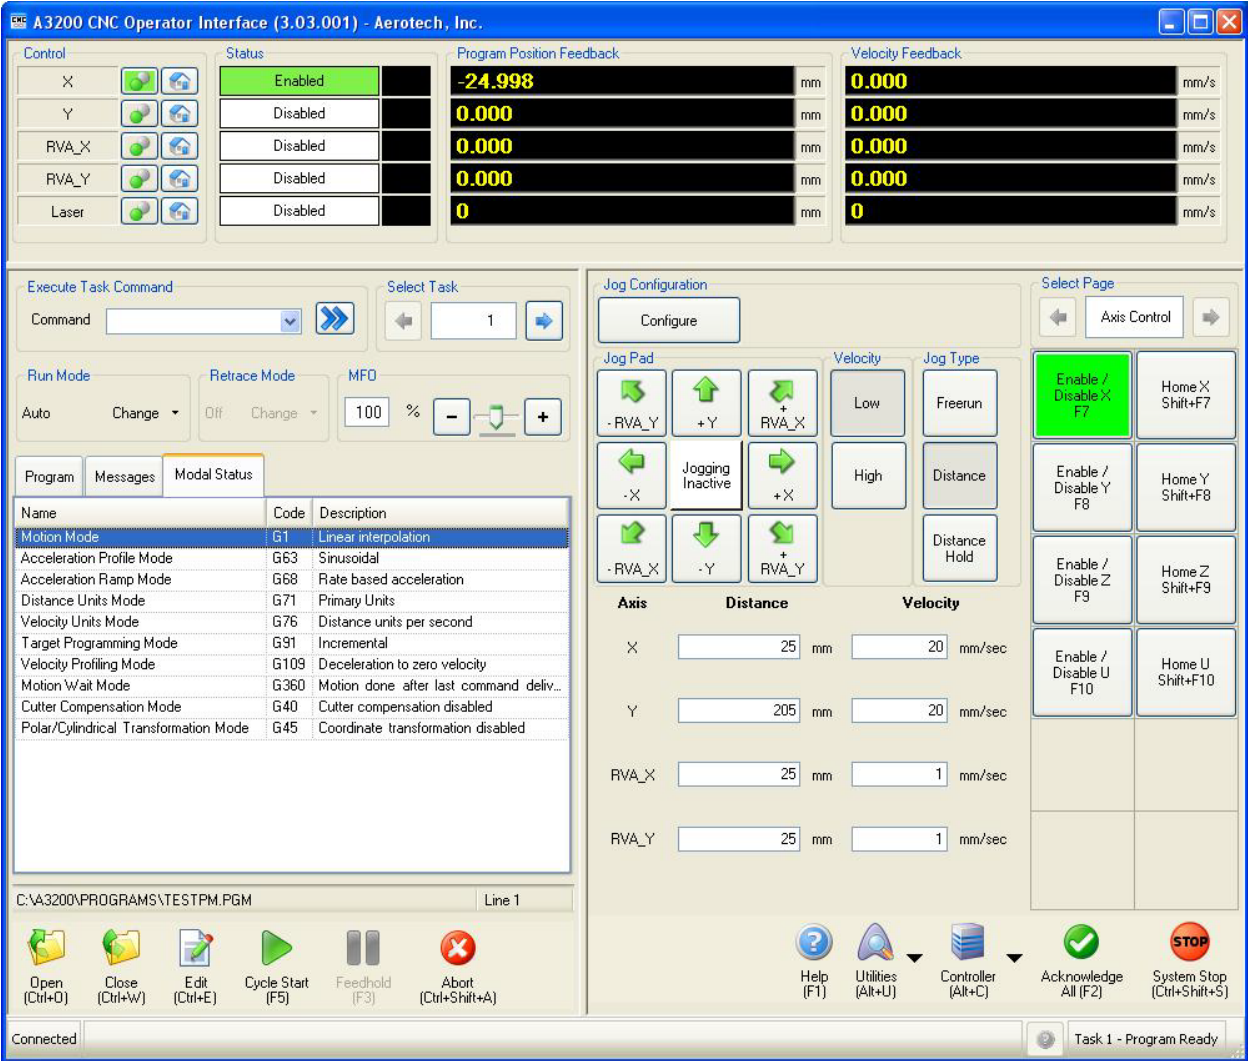 A3200 CNC Operator Interface (3.03.001) - Aerotech, Inc.
Control
Status
Program Position Feedback
Velocity Feedback
X
Enabled
-24.998
mm
0.000
mm/s
Y
Disabled
0.000
mm
0.000
mm/s
RVA_X
Disabled
0.000
mm
0.000
mm/s
RVA_Y
Disabled
0.000
mm
0.000
mm/s
Laser
Disabled
0
mm
0
mm/s
Execute Task Command
Command
Select Task
1
Run Mode
Auto
Change
Retrace Mode
Off
Change
MFO
100
%
-
+
Program
Messages
Modal Status
Name Code Description
Motion Mode G1 Linear interpolation
Acceleration Profile Mode G63 Sinusoidal
Acceleration Ramp Mode G68 Rate based acceleration
Distance Units Mode G71 Primary Units
Velocity Units Mode G76 Distance units per second
Target Programming Mode G91 Incremental
Velocity Profiling Mode G109 Deceleration to zero velocity
Motion Wait Mode G360 Motion done after last command deliv...
Cutter Compensation Mode G40 Cutter compensation disabled
Polar/Cylindrical Transformation Mode G45 Coordinate transformation disabled
C:\A3200\PROGRAMS\TESTPM.PGM
Line 1
Open
(Ctrl+O)
Close
(Ctrl+W)
Edit
(Ctrl+E)
Cycle Start
(F5)
Feedhold
(F3)
Abort
(Ctrl+Shift+A)
Jog Configuration
Configure
Jog Pad
- RVA_Y
+Y
+
RVA_X
-X
Jogging
Inactive
+X
- RVA_X
-Y
+
RVA_Y
Velocity
Low
High
Jog Type
Freerun
Distance
Distance
Hold
Axis Distance Velocity
X 25 mm 20 mm/sec
Y 205 mm 20 mm/sec
RVA_X 25 mm 1 mm/sec
RVA_Y 25 mm 1 mm/sec
Select Page
Axis Control
Enable /
Disable X
F7
Home X
Shift+F7
Enable /
Disable Y
F8
Home Y
Shift+F8
Enable /
Disable Z
F9
Home Z
Shift+F9
Enable /
Disable U
F10
Home U
Shift+F10
Help
(F1)
Utilities
(Alt+U)
Controller
(Alt+C)
Acknowledge
All (F2)
STOP
System Stop
(Ctrl+Shift+S)
Connected
Task 1 - Program Ready